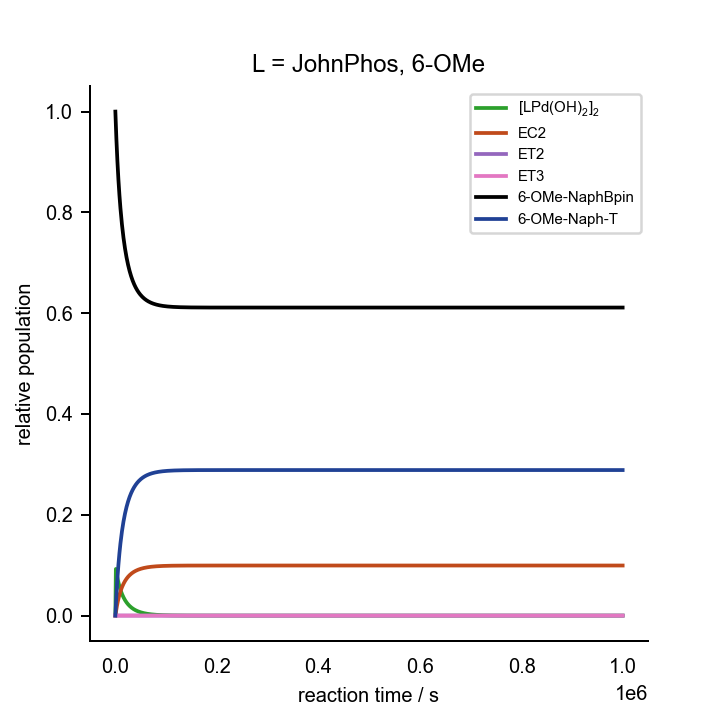 L = JohnPhos, 6-OMe
[LPd(OH)₂]₂
EC2
ET2
ET3
6-OMe-NaphBpin
6-OMe-Naph-T
relative population
1.0
0.8
0.6
0.4
0.2
0.0
0.0 0.2 0.4 0.6 0.8 1.0
1e6
reaction time / s